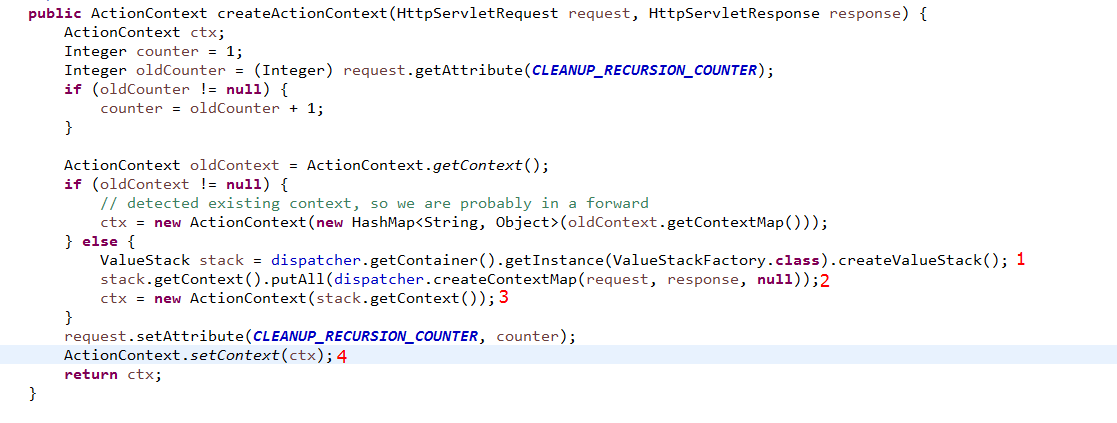 public ActionContext createActionContext(HttpServletRequest request, HttpServletResponse response) {
ActionContext ctx;
Integer counter = 1;
Integer oldCounter = (Integer) request.getAttribute(CLEANUP_RECURSION_COUNTER);
if (oldCounter != null) {
counter = oldCounter + 1;
}
ActionContext oldContext = ActionContext.getContext();
if (oldContext != null) {
// detected existing context, so we are probably in a forward
ctx = new ActionContext(new HashMap<String, Object>(oldContext.getContextMap()));
} else {
ValueStack stack = dispatcher.getContainer().getInstance(ValueStackFactory.class).createValueStack(); 1
stack.getContext().putAll(dispatcher.createContextMap(request, response, null));2
ctx = new ActionContext(stack.getContext());3
}
request.setAttribute(CLEANUP_RECURSION_COUNTER, counter);
ActionContext.setContext(ctx);4
return ctx;
}